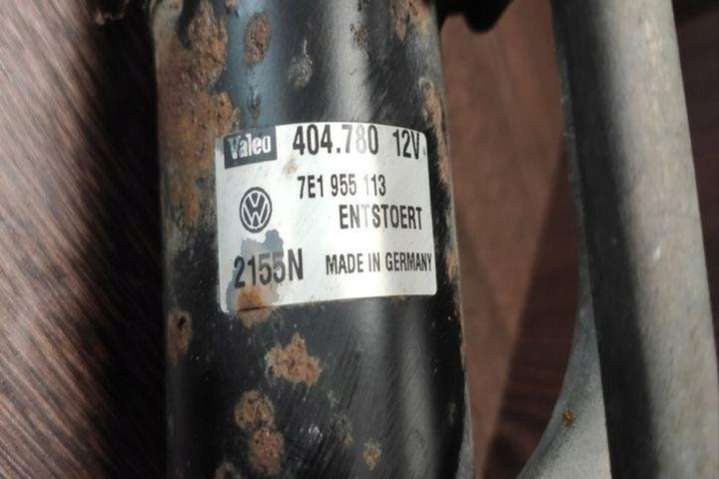 Valeo 404.780 12V
7E1 955 113
ENTSTOERT
2155N MADE IN GERMANY